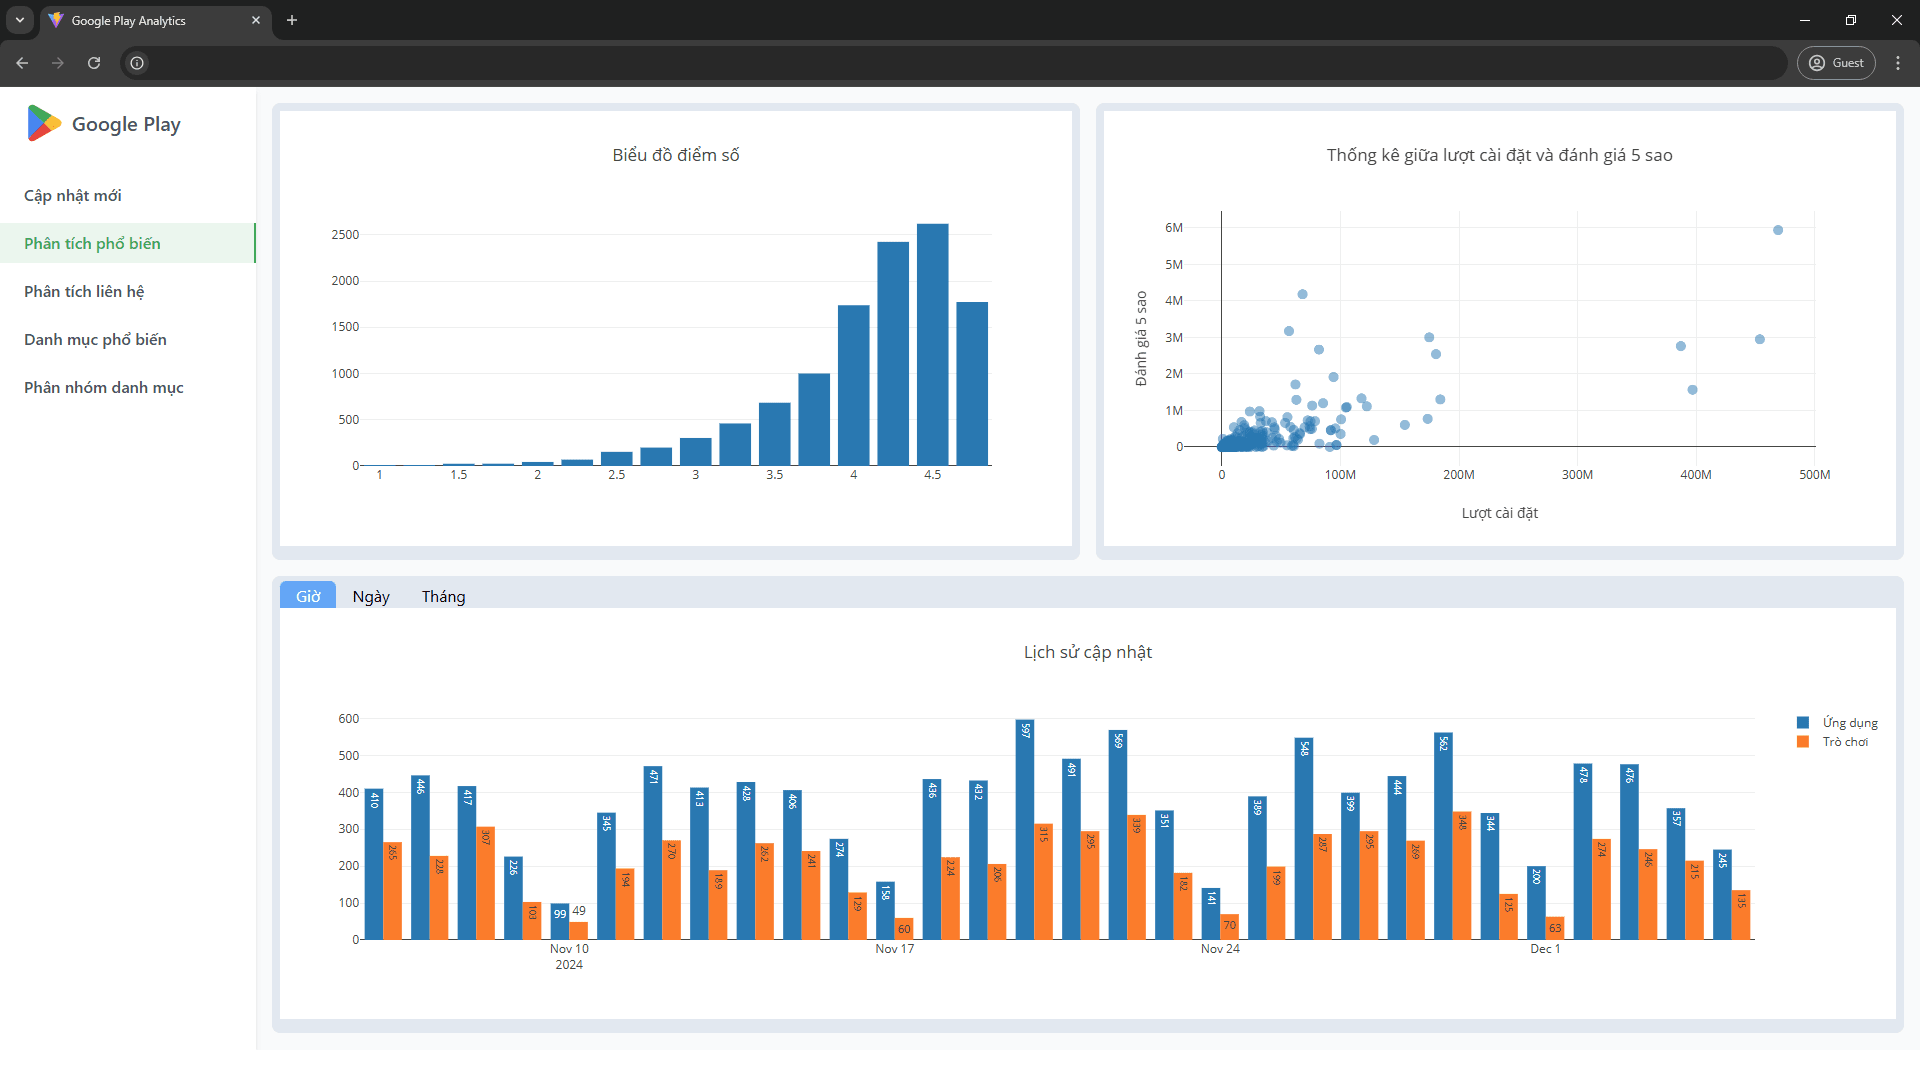 Google Play Analytics
Guest
Google Play
Cập nhật mới
Phân tích phổ biến
Phân tích liên hệ
Danh mục phổ biến
Phân nhóm danh mục
Biểu đồ điểm số
2500
2000
1500
1000
500
0
1 1.5 2 2.5 3 3.5 4 4.5
Thống kê giữa lượt cài đặt và đánh giá 5 sao
Đánh giá 5 sao
6M
5M
4M
3M
2M
1M
0
0 100M 200M 300M 400M 500M
Lượt cài đặt
Giờ Ngày Tháng
Lịch sử cập nhật
600
500
400
300
200
100
0
410 265 446 228 417 307 226 103 99 49 345 194 471 270 413 189 428 262 406 241 274 129 158 60 436 224 432 206 597 315 491 295 569 339 351 182 141 70 389 199 548 287 399 295 444 269 562 348 344 125 200 63 478 274 476 246 357 215 245 135
Nov 10 Nov 17 Nov 24 Dec 1
2024
Ứng dụng
Trò chơi